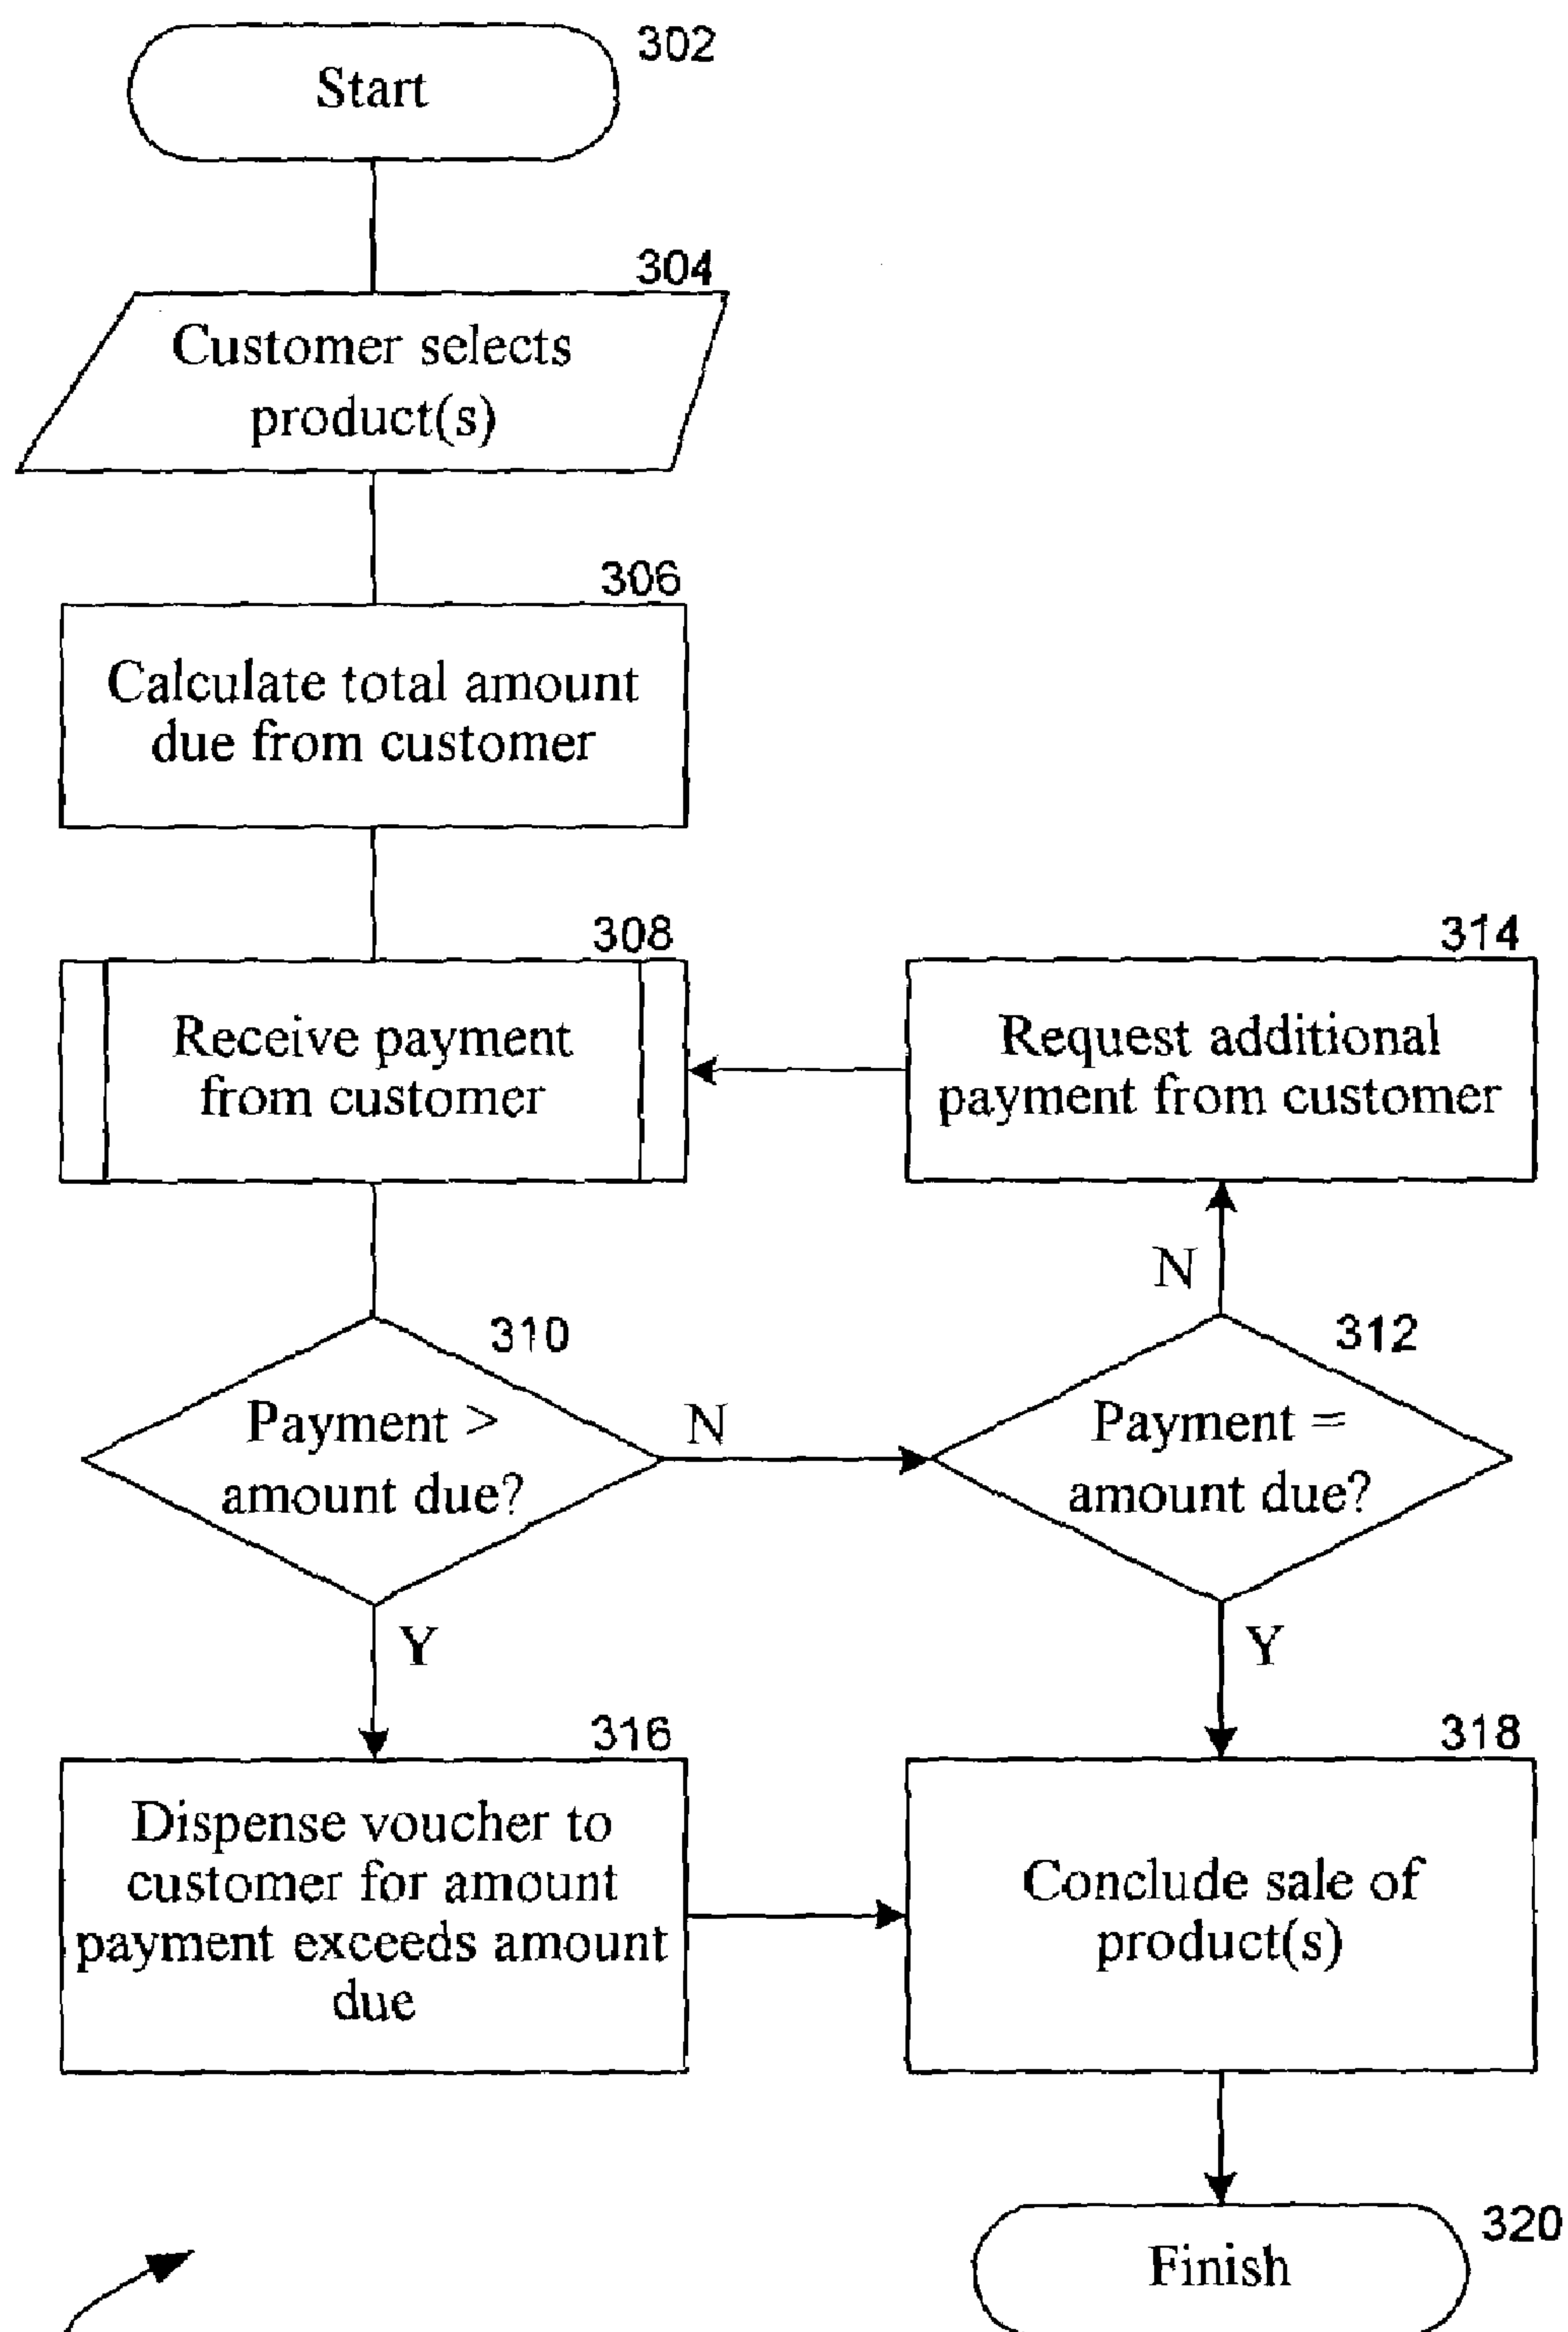 302
Start
304
Customer selects
product(s)
306
Calculate total amount
due from customer
308
Receive payment
from customer
314
Request additional
payment from customer
N
310
Payment >
amount due?
N
312
Payment =
amount due?
Y
Y
316
Dispense voucher to
customer for amount
payment exceeds amount
due
318
Conclude sale of
product(s)
320
Finish